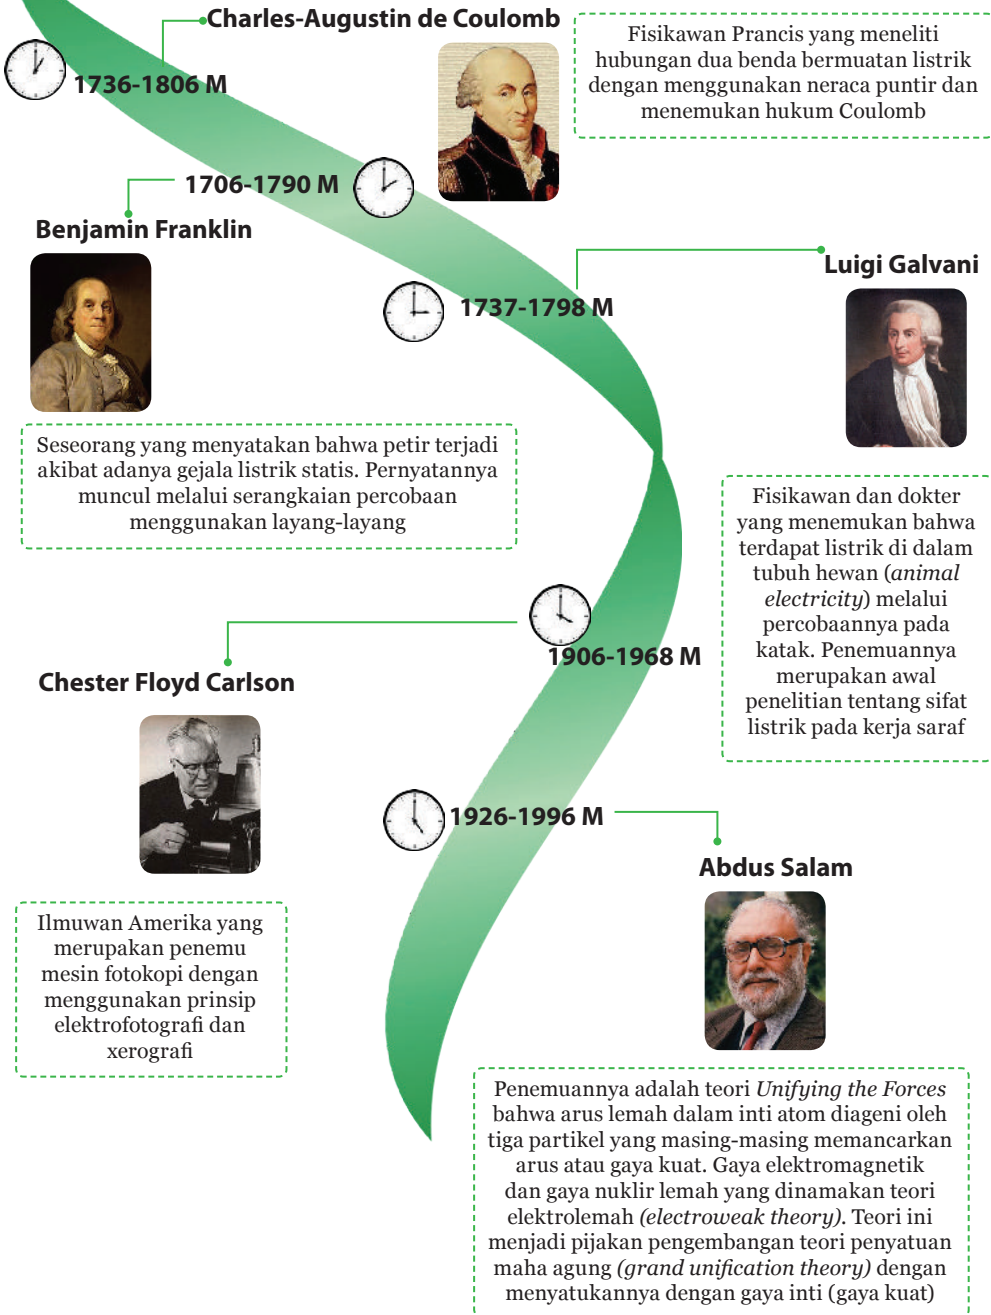 Charles-Augustin de Coulomb
1736-1806 M
Fisikawan Prancis yang meneliti
hubungan dua benda bermuatan listrik
dengan menggunakan neraca puntir dan
menemukan hukum Coulomb
1706-1790 M
Benjamin Franklin
Seseorang yang menyatakan bahwa petir terjadi
akibat adanya gejala listrik statis. Pernyatannya
muncul melalui serangkaian percobaan
menggunakan layang-layang
1737-1798 M
Luigi Galvani
Fisikawan dan dokter
yang menemukan bahwa
terdapat listrik di dalam
tubuh hewan (animal
electricity) melalui
percobaannya pada
katak. Penemuannya
merupakan awal
penelitian tentang sifat
listrik pada kerja saraf
1906-1968 M
Chester Floyd Carlson
Ilmuwan Amerika yang
merupakan penemu
mesin fotokopi dengan
menggunakan prinsip
elektrofotografi dan
xerografi
1926-1996 M
Abdus Salam
Penemuannya adalah teori Unifying the Forces
bahwa arus lemah dalam inti atom diageni oleh
tiga partikel yang masing-masing memancarkan
arus atau gaya kuat. Gaya elektromagnetik
dan gaya nuklir lemah yang dinamakan teori
elektrolemah (electroweak theory). Teori ini
menjadi pijakan pengembangan teori penyatuan
maha agung (grand unification theory) dengan
menyatukannya dengan gaya inti (gaya kuat)